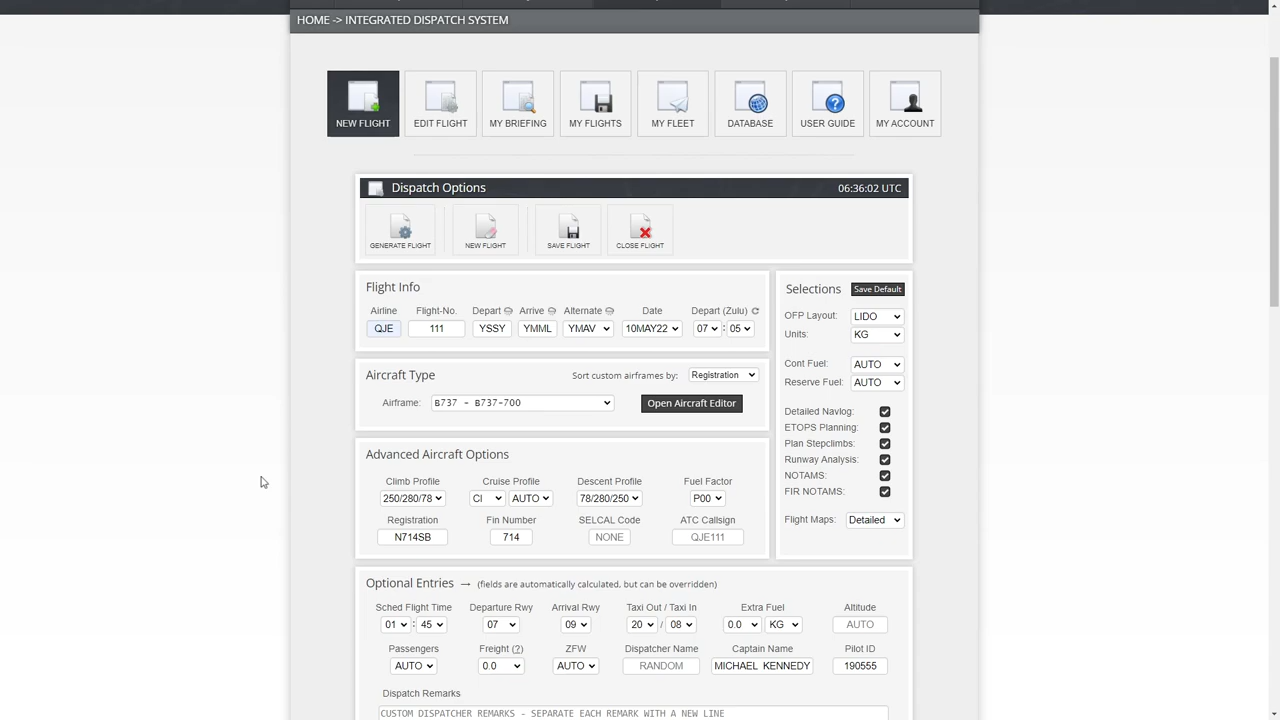 HOME -> INTEGRATED DISPATCH SYSTEM
NEW FLIGHT EDIT FLIGHT MY BRIEFING MY FLIGHTS MY FLEET DATABASE USER GUIDE MY ACCOUNT
Dispatch Options 06:36:02 UTC
GENERATE FLIGHT NEW FLIGHT SAVE FLIGHT CLOSE FLIGHT
Flight Info
Airline Flight-No. Depart Arrive Alternate Date Depart (Zulu)
QJE 111 YSSY YMML YMAV 10MAY22 07 : 05
Selections Save Default
OFP Layout: LIDO
Units: KG
Cont Fuel: AUTO
Reserve Fuel: AUTO
Detailed Navlog:
ETOPS Planning:
Plan Stepclimbs:
Runway Analysis:
NOTAMS:
FIR NOTAMS:
Flight Maps: Detailed
Aircraft Type Sort custom airframes by: Registration
Airframe: B737 - B737-700 Open Aircraft Editor
Advanced Aircraft Options
Climb Profile Cruise Profile Descent Profile Fuel Factor
250/280/78 CI AUTO 78/280/250 P00
Registration Fin Number SELCAL Code ATC Callsign
N714SB 714 NONE QJE111
Optional Entries → (fields are automatically calculated, but can be overridden)
Sched Flight Time Departure Rwy Arrival Rwy Taxi Out / Taxi In Extra Fuel Altitude
01 : 45 07 09 20 / 08 0.0 KG AUTO
Passengers Freight (?) ZFW Dispatcher Name Captain Name Pilot ID
AUTO 0.0 AUTO RANDOM MICHAEL KENNEDY 190555
Dispatch Remarks
CUSTOM DISPATCHER REMARKS - SEPARATE EACH REMARK WITH A NEW LINE